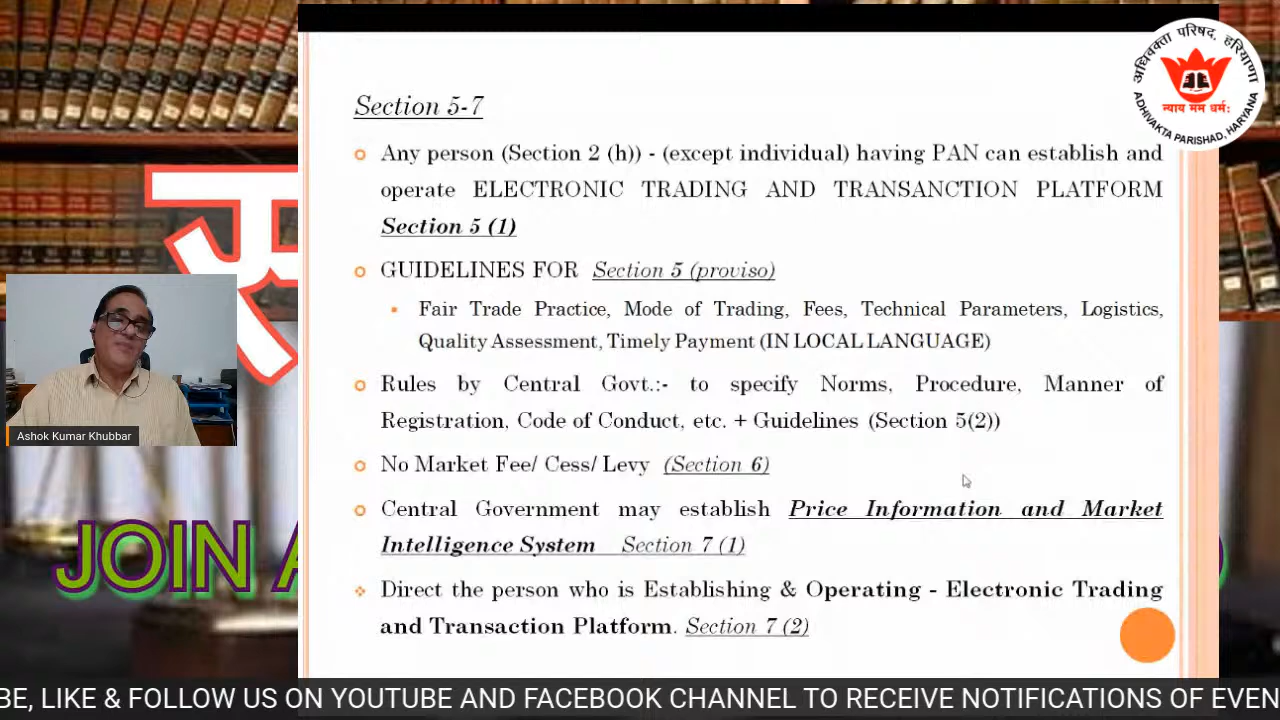 Section 5-7
Any person (Section 2 (h)) - (except individual) having PAN can establish and
operate ELECTRONIC TRADING AND TRANSANCTION PLATFORM
Section 5 (1)
GUIDELINES FOR Section 5 (proviso)
Fair Trade Practice, Mode of Trading, Fees, Technical Parameters, Logistics,
Quality Assessment, Timely Payment (IN LOCAL LANGUAGE)
Rules by Central Govt.:- to specify Norms, Procedure, Manner of
Registration, Code of Conduct, etc. + Guidelines (Section 5(2))
No Market Fee/ Cess/ Levy (Section 6)
Central Government may establish Price Information and Market
Intelligence System Section 7 (1)
Direct the person who is Establishing & Operating - Electronic Trading
and Transaction Platform. Section 7 (2)
अधिवक्ता परिषद, हरियाणा
न्याय मम धर्मः
ADHIVAKTA PARISHAD, HARYANA
Ashok Kumar Khubbar
JOIN
BE, LIKE & FOLLOW US ON YOUTUBE AND FACEBOOK CHANNEL TO RECEIVE NOTIFICATIONS OF EVEN